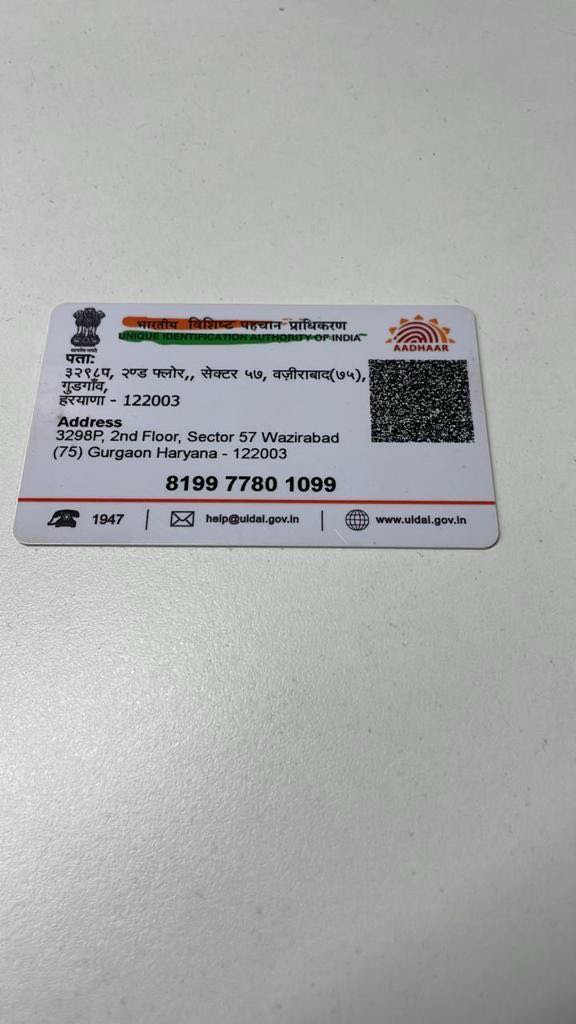 भारतीय विशिष्ट पहचान प्राधिकरण
UNIQUE IDENTIFICATION AUTHORITY OF INDIA
AADHAAR
पता:
३२९८प, २ण्ड फ्लोर,, सेक्टर ५७, वज़ीराबाद(७५),
गुडगाँव,
हरयाणा - 122003
Address
3298P, 2nd Floor, Sector 57 Wazirabad
(75) Gurgaon Haryana - 122003
8199 7780 1099
1947 | help@uidai.gov.in | www.uidai.gov.in